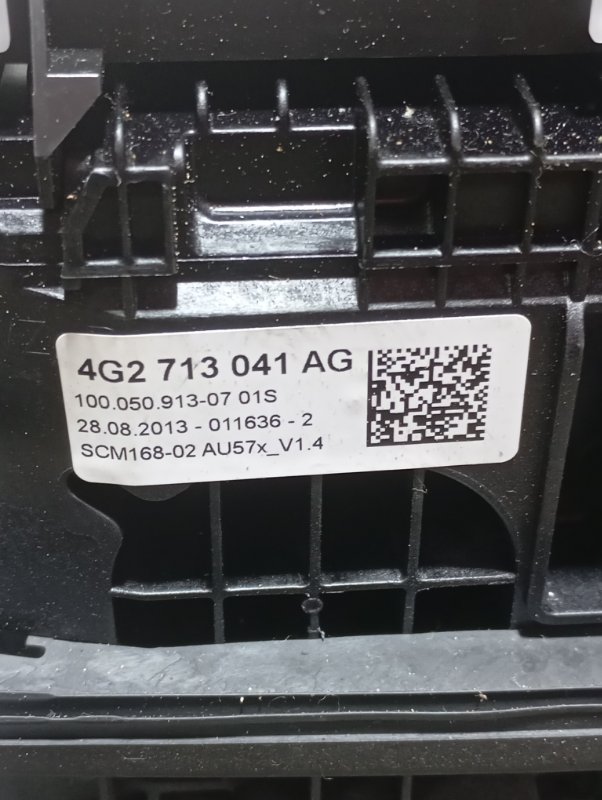 4G2 713 041 AG
100.050.913-07 01S
28.08.2013 - 011636 - 2
SCM168-02 AU57x_V1.4